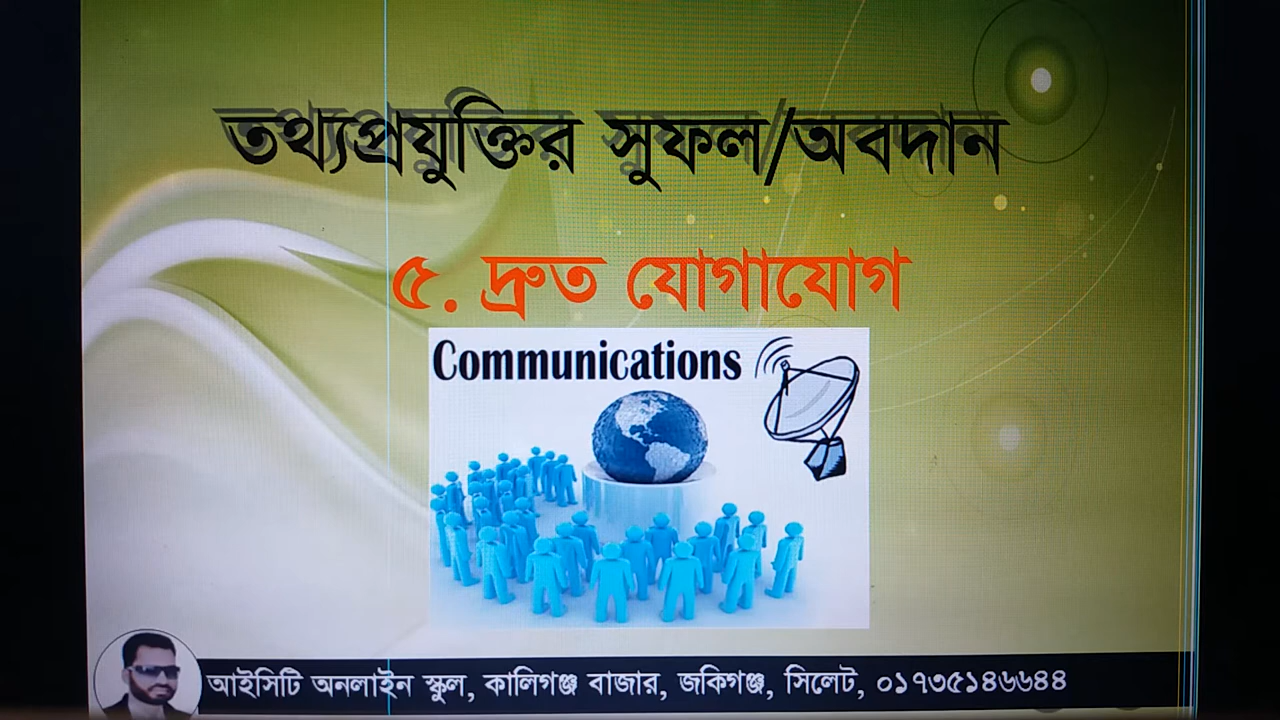 তথ্যপ্রযুক্তির সুফল/অবদান
৫. দ্রুত যোগাযোগ
Communications
আইসিটি অনলাইন স্কুল, কালিগঞ্জ বাজার, জকিগঞ্জ, সিলেট, ০১৭৩৫১৪৬৬৪৪